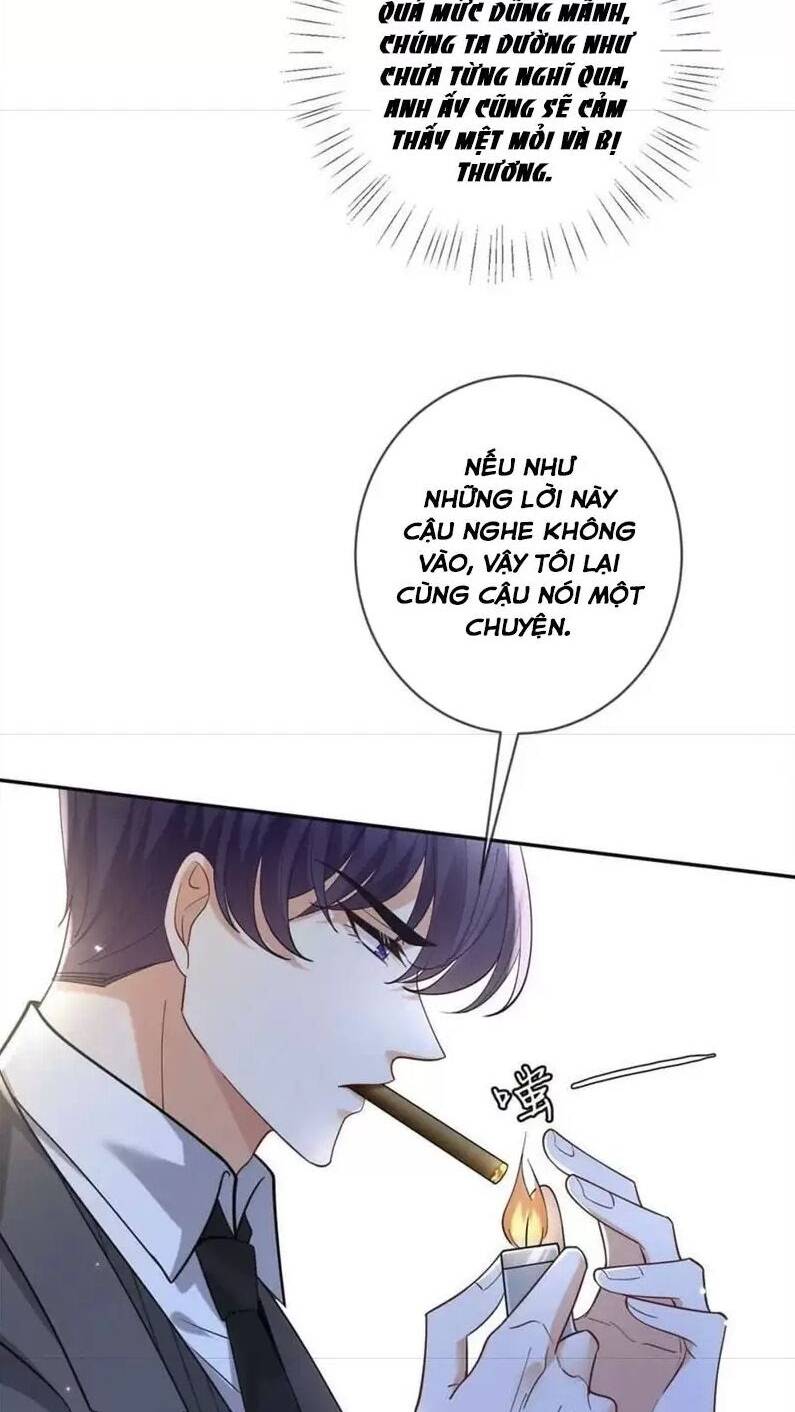 QUÁ MỨC DŨNG MÃNH,
CHÚNG TA DƯỜNG NHƯ
CHƯA TỪNG NGHĨ QUA,
ANH ẤY CŨNG SẼ CẢM
THẤY MỆT MỎI VÀ BỊ
THƯƠNG.
NẾU NHƯ
NHỮNG LỜI NÀY
CẬU NGHE KHÔNG
VÀO, VẬY TÔI LẠI
CÙNG CẬU NÓI MỘT
CHUYỆN.
嗤